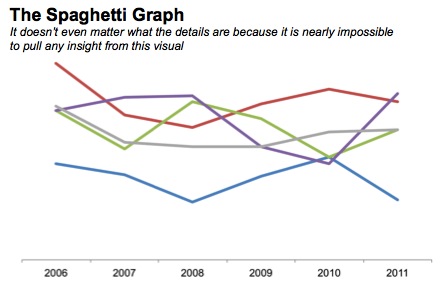 The Spaghetti Graph
It doesn't even matter what the details are because it is nearly impossible
to pull any insight from this visual
2006 2007 2008 2009 2010 2011